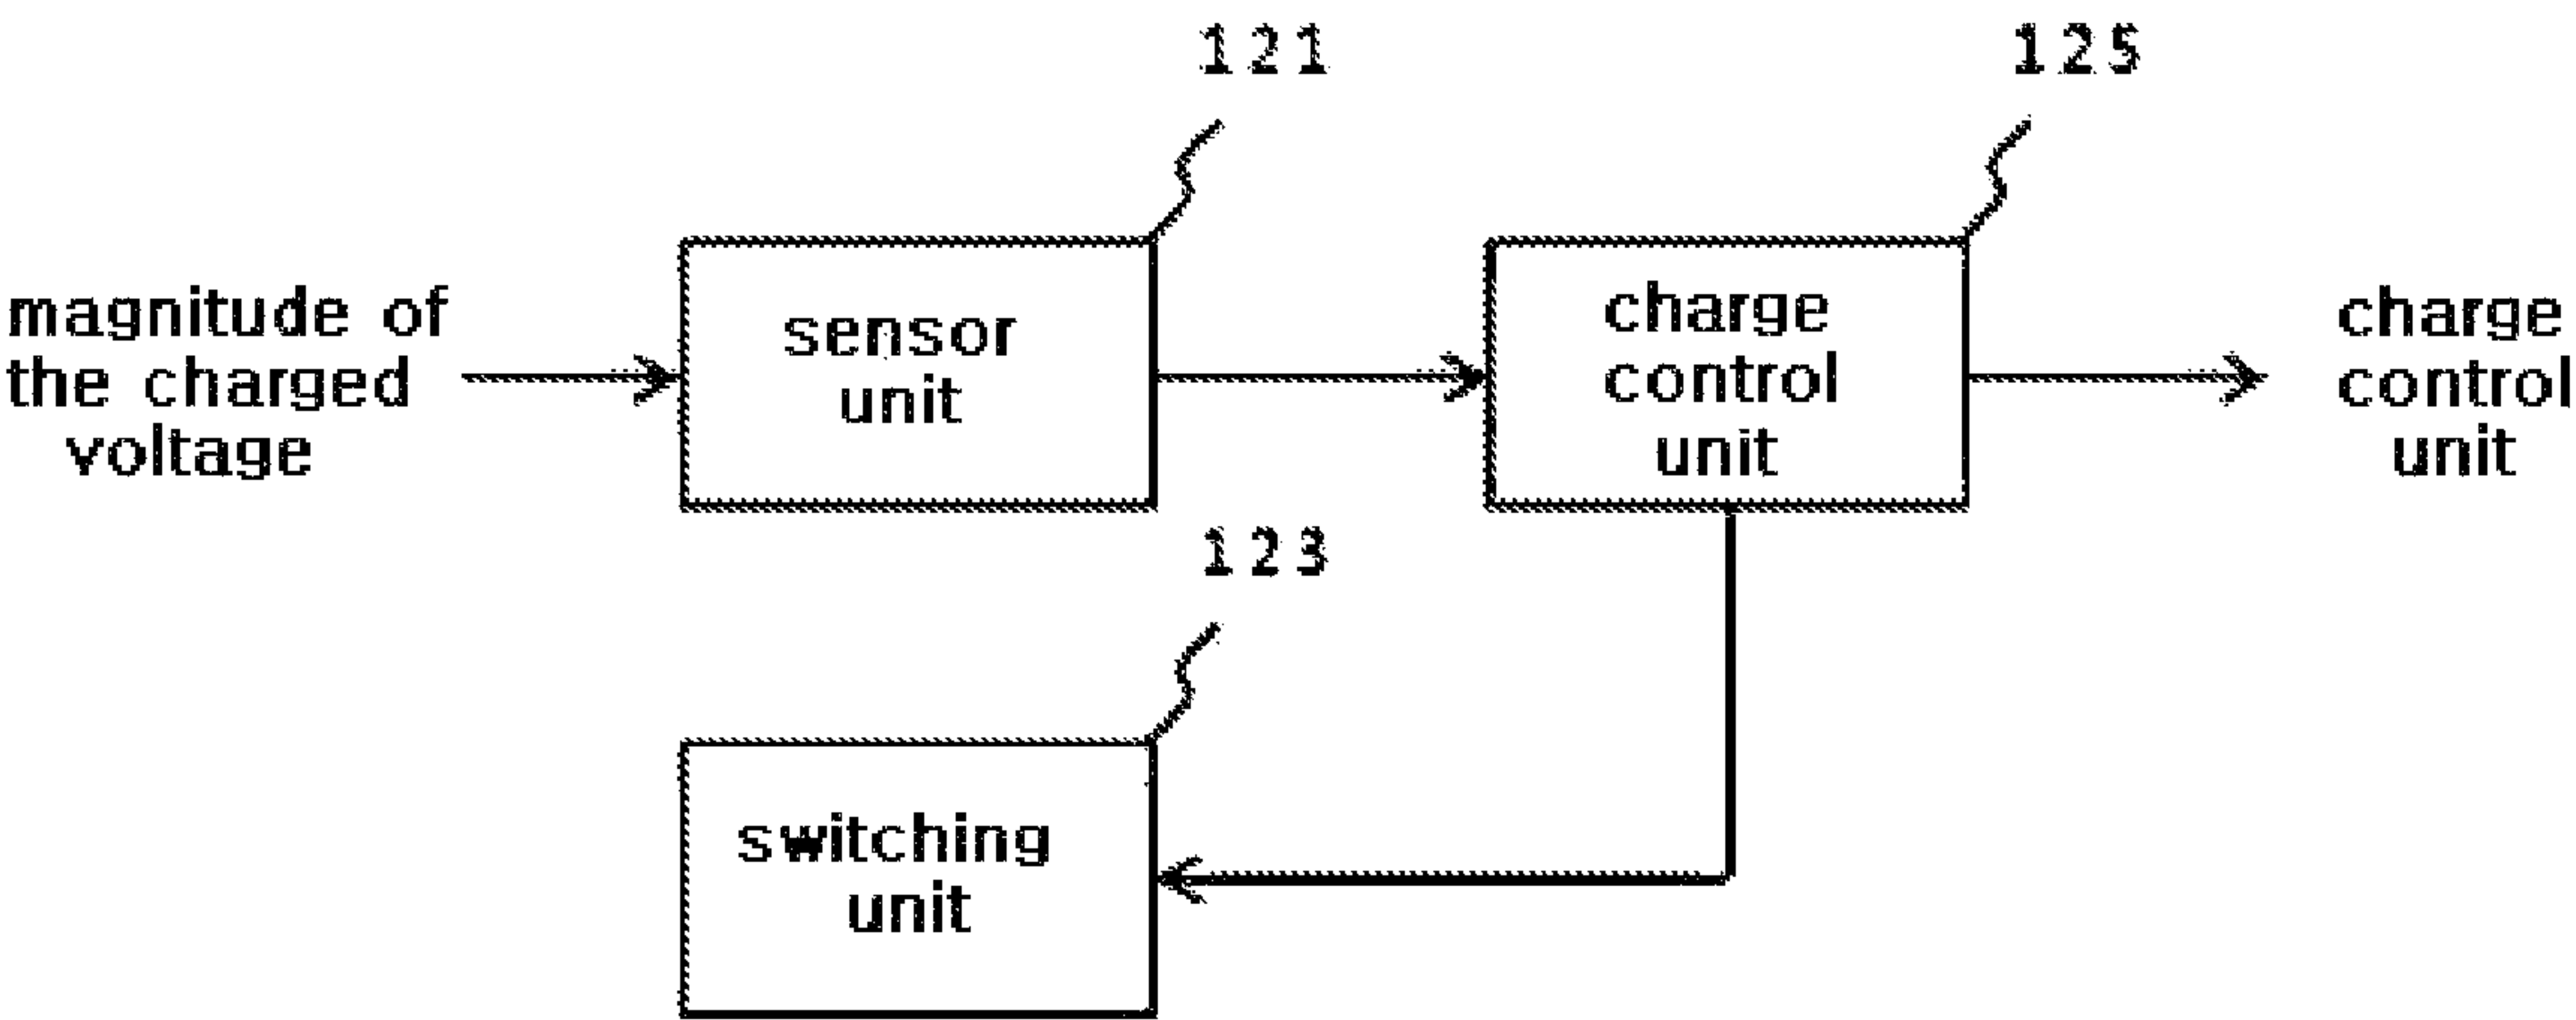 121
125
magnitude of
the charged
voltage
sensor
unit
charge
control
unit
charge
control
unit
123
switching
unit